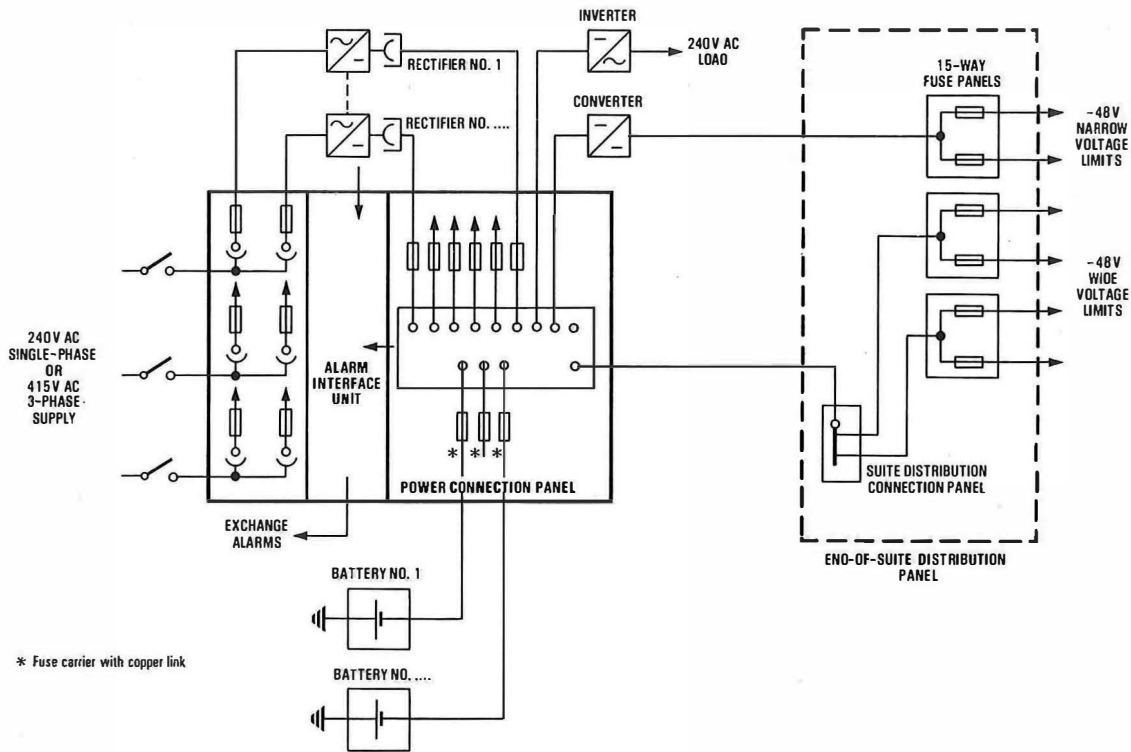 INVERTER
240V AC
LOAO
RECTIFIER NO. 1
15-WAY
FUSE PANELS
CONVERTER
RECTIFIER NO. ....
-48V
NARROW
VOLTAGE
LIMITS
-48V
WIOE
VOLTAGE
LIMITS
240V AC
SINGLE-PHASE
OR
415V AC
3-PHASE
SUPPLY
ALARM
INTERFACE
UNIT
* * *
POWER CONNECTION PANEL
SUITE DISTRIBUTION
CONNECTION PANEL
EXCHANGE
ALARMS
ENO-OF-SUITE DISTRIBUTION
PANEL
BATTERY NO. 1
* Fuse carrier with copper link
BATTERY NO. ....